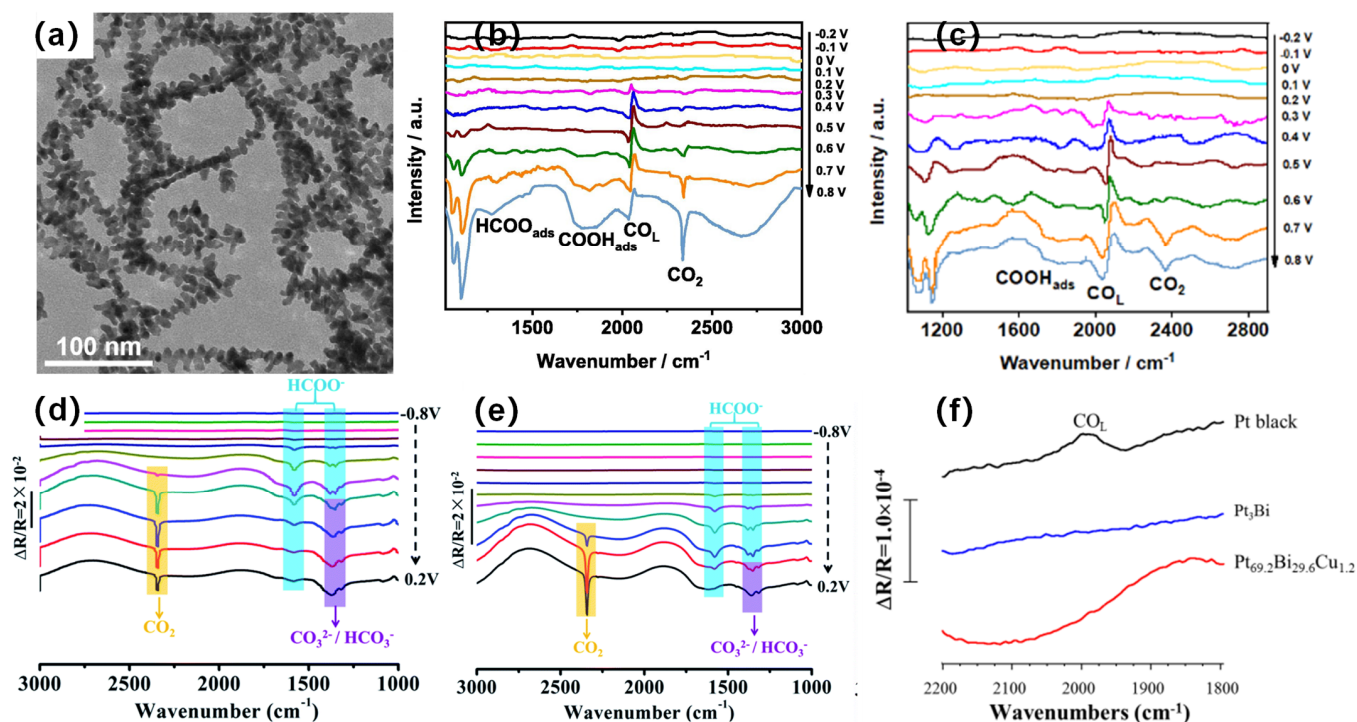 (a)
100 nm
(b)
-0.2 V
-0.1 V
0 V
0.1 V
0.2 V
0.3 V
0.4 V
0.5 V
0.6 V
0.7 V
0.8 V
Intensity / a.u.
HCOOads
COOHads
COL
CO2
1500 2000 2500 3000
Wavenumber / cm-1
(c)
-0.2 V
-0.1 V
0 V
0.1 V
0.2 V
0.3 V
0.4 V
0.5 V
0.6 V
0.7 V
0.8 V
Intensity / a.u.
COOHads
COL
CO2
1200 1600 2000 2400 2800
Wavenumber / cm-1
(d)
HCOO-
-0.8V
ΔR/R=2×10-2
0.2V
CO2
CO32-/ HCO3-
3000 2500 2000 1500 1000
Wavenumber (cm-1)
(e)
HCOO-
-0.8V
ΔR/R=2×10-2
0.2V
CO2
CO32-/ HCO3-
3000 2500 2000 1500 1000
Wavenumber (cm-1)
(f)
COL
Pt black
Pt3Bi
Pt69.2Bi29.6Cu1.2
ΔR/R=1.0×10-4
2200 2100 2000 1900 1800
Wavenumbers (cm-1)